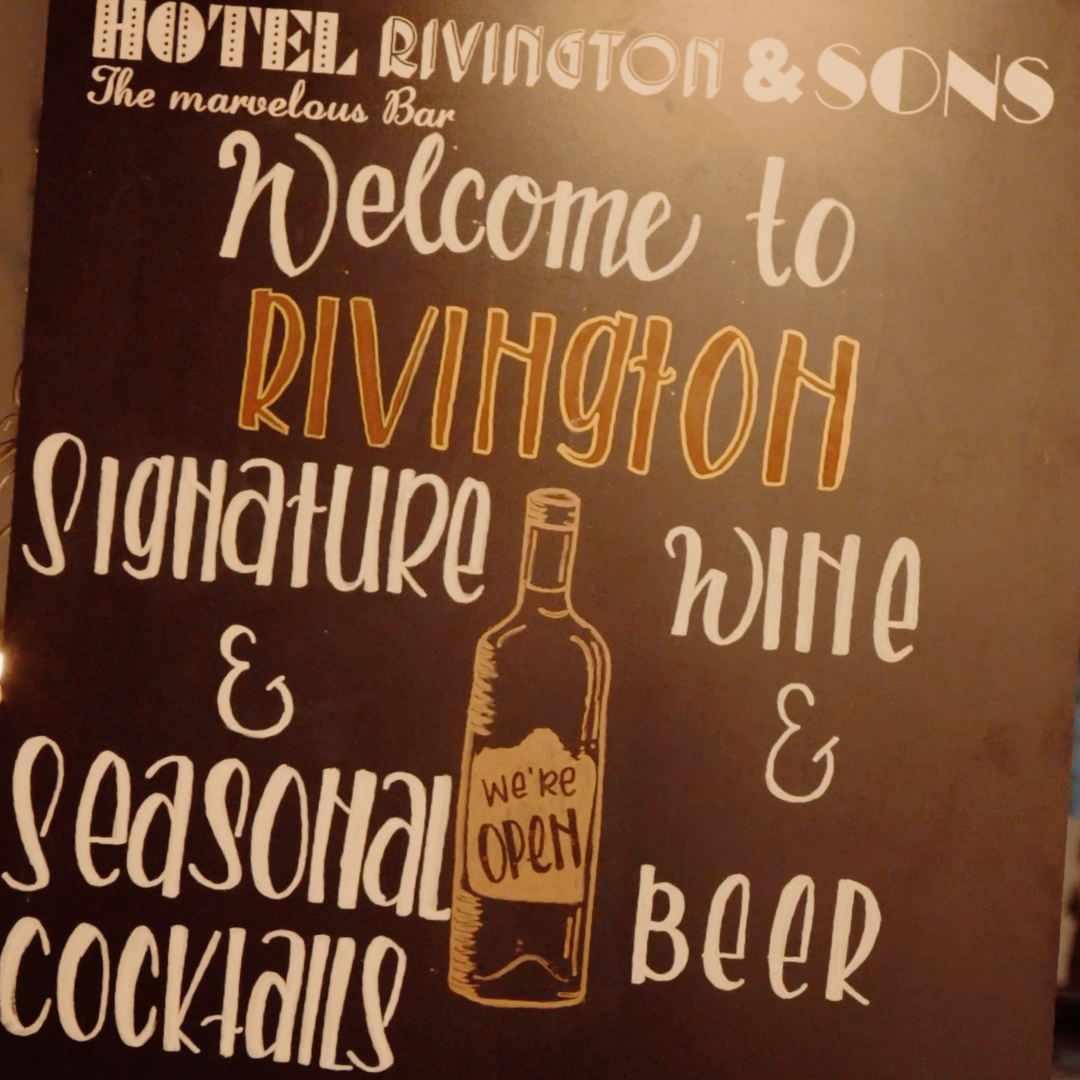 HOTEL RIVINGTON & SONS
The marvelous Bar
Welcome to
RIVINgtON
SIgNatURe
&
SeaSONaL
COCKtaILS
We're
OPeN
WINe
&
BeeR